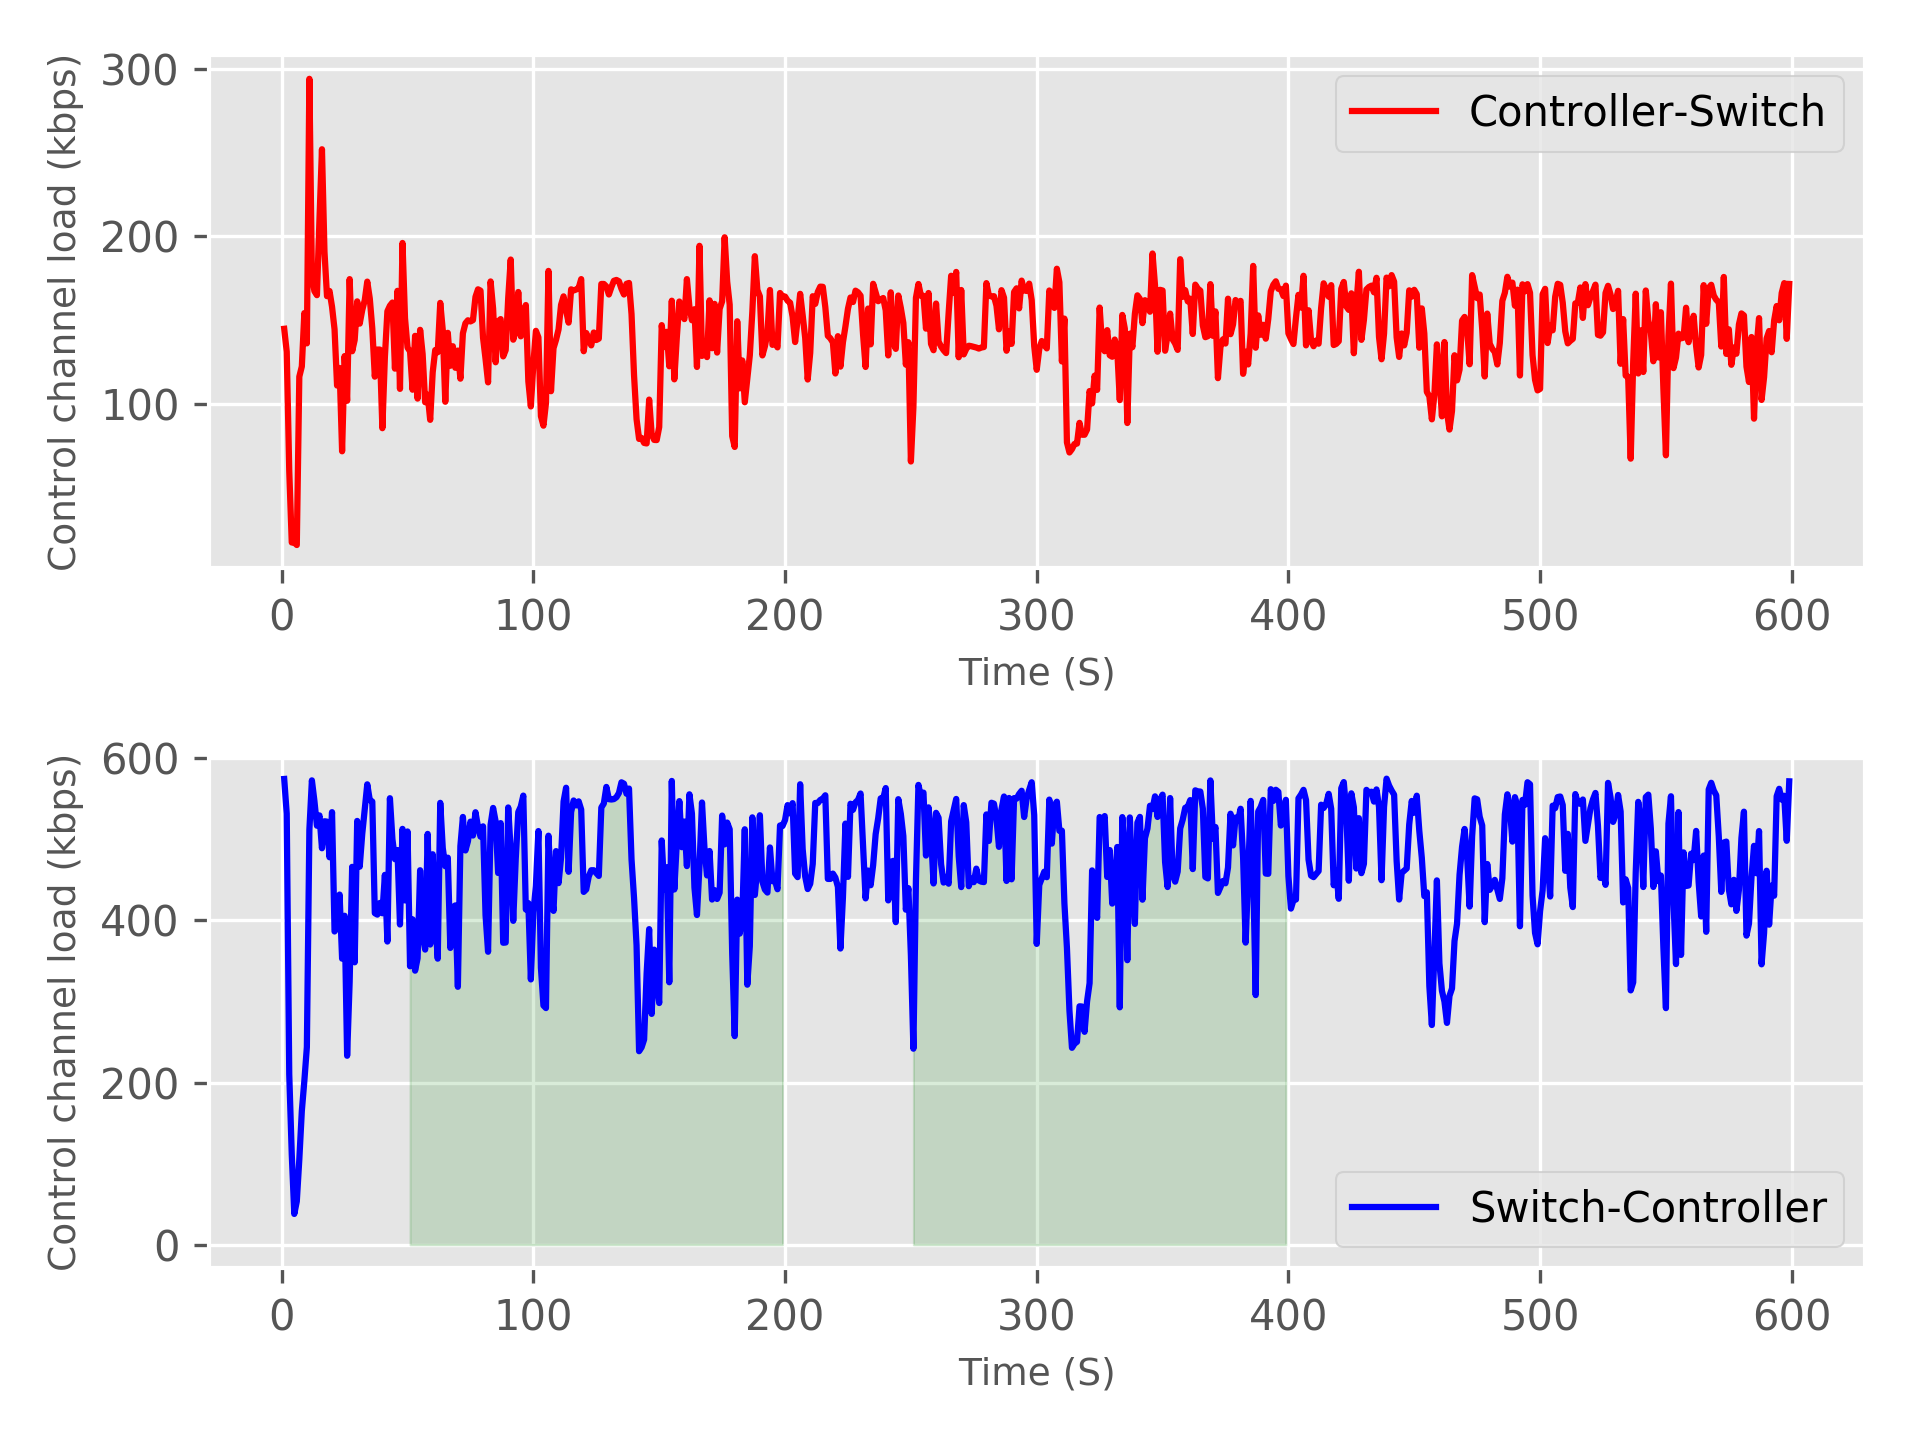 Control channel load (kbps)
300
200
100
Controller-Switch
0 100 200 300 400 500 600
Time (S)
Control channel load (kbps)
600
400
200
0
Switch-Controller
0 100 200 300 400 500 600
Time (S)